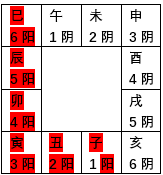 巳 午 未 申
6 阳 1 阴 2 阴 3 阴
辰 酉
5 阳 4 阴
卯 戌
4 阳 5 阴
寅 丑 子 亥
3 阳 2 阳 1 阳 6 阴